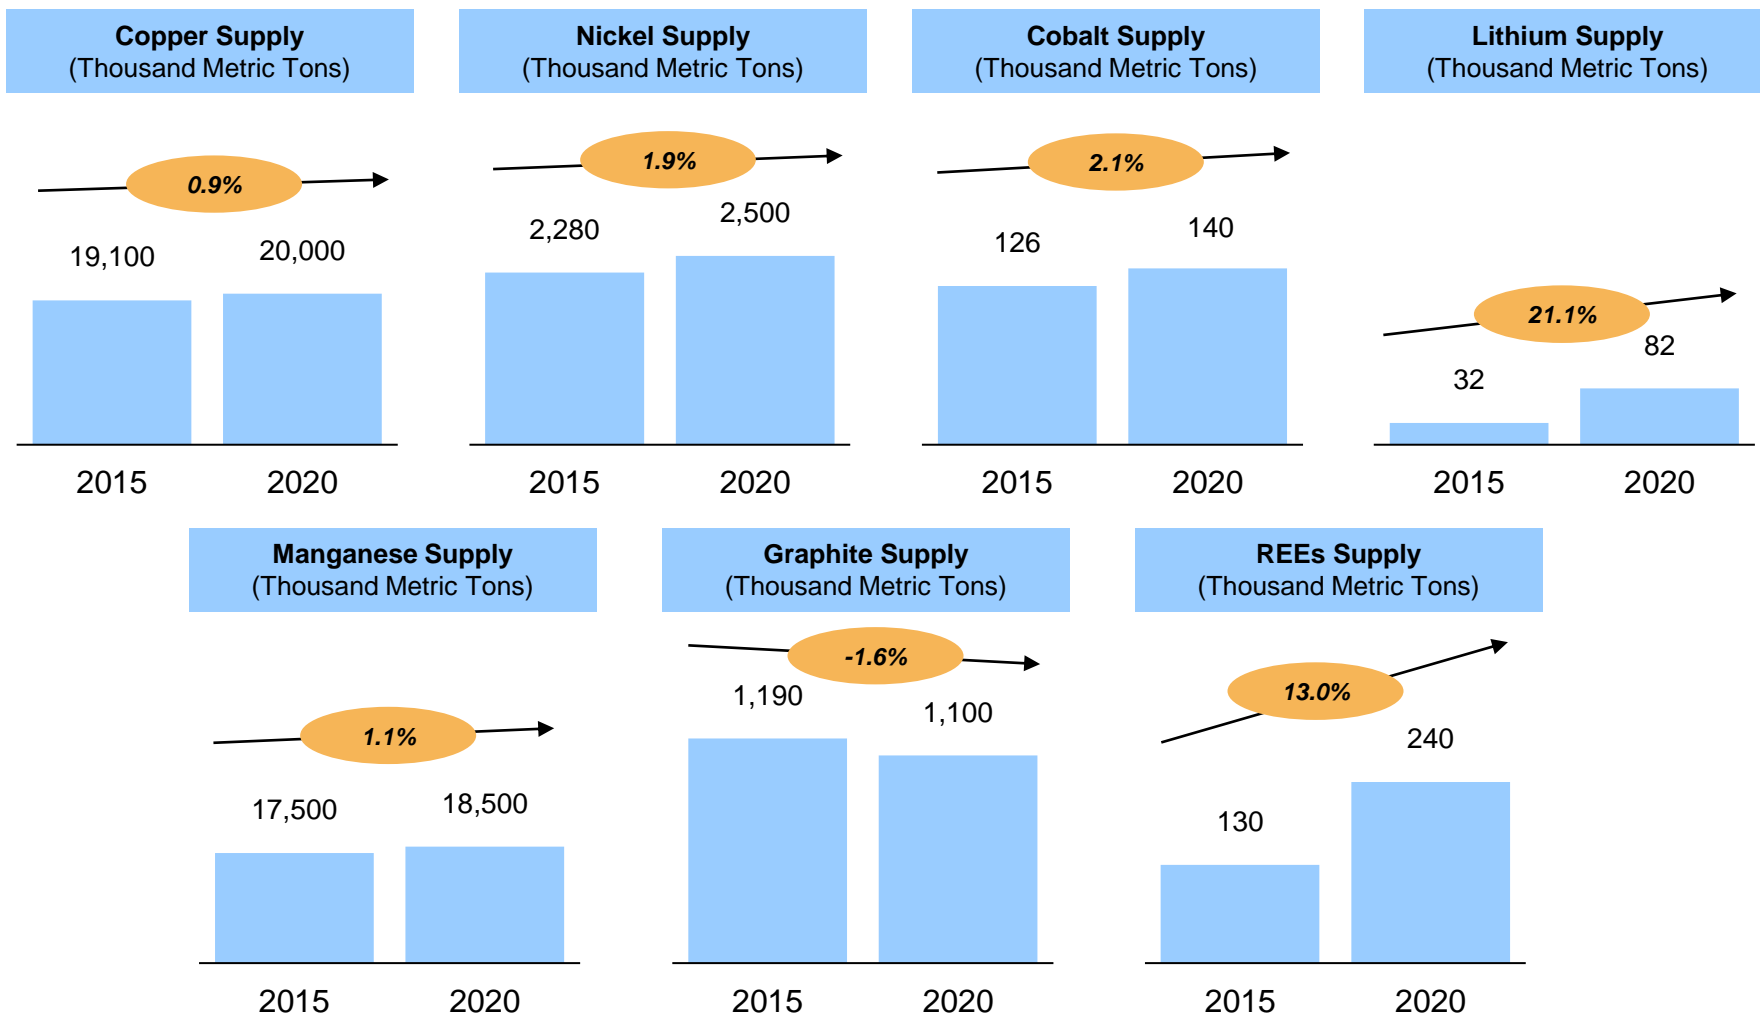 Copper Supply
(Thousand Metric Tons)
0.9%
19,100
20,000
2015
2020
Nickel Supply
(Thousand Metric Tons)
1.9%
2,280
2,500
2015
2020
Cobalt Supply
(Thousand Metric Tons)
2.1%
126
140
2015
2020
Lithium Supply
(Thousand Metric Tons)
21.1%
32
82
2015
2020
Manganese Supply
(Thousand Metric Tons)
1.1%
17,500
18,500
2015
2020
Graphite Supply
(Thousand Metric Tons)
-1.6%
1,190
1,100
2015
2020
REEs Supply
(Thousand Metric Tons)
13.0%
130
240
2015
2020